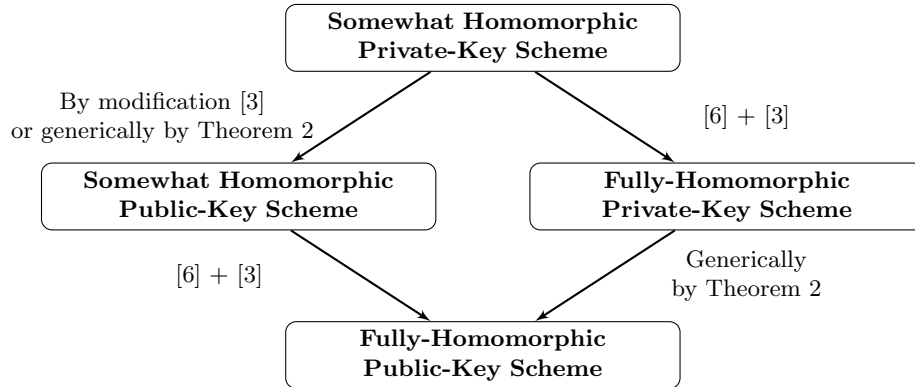 Somewhat Homomorphic
Private-Key Scheme
By modification [3]
or generically by Theorem 2
[6] + [3]
Somewhat Homomorphic
Public-Key Scheme
Fully-Homomorphic
Private-Key Scheme
[6] + [3]
Generically
by Theorem 2
Fully-Homomorphic
Public-Key Scheme